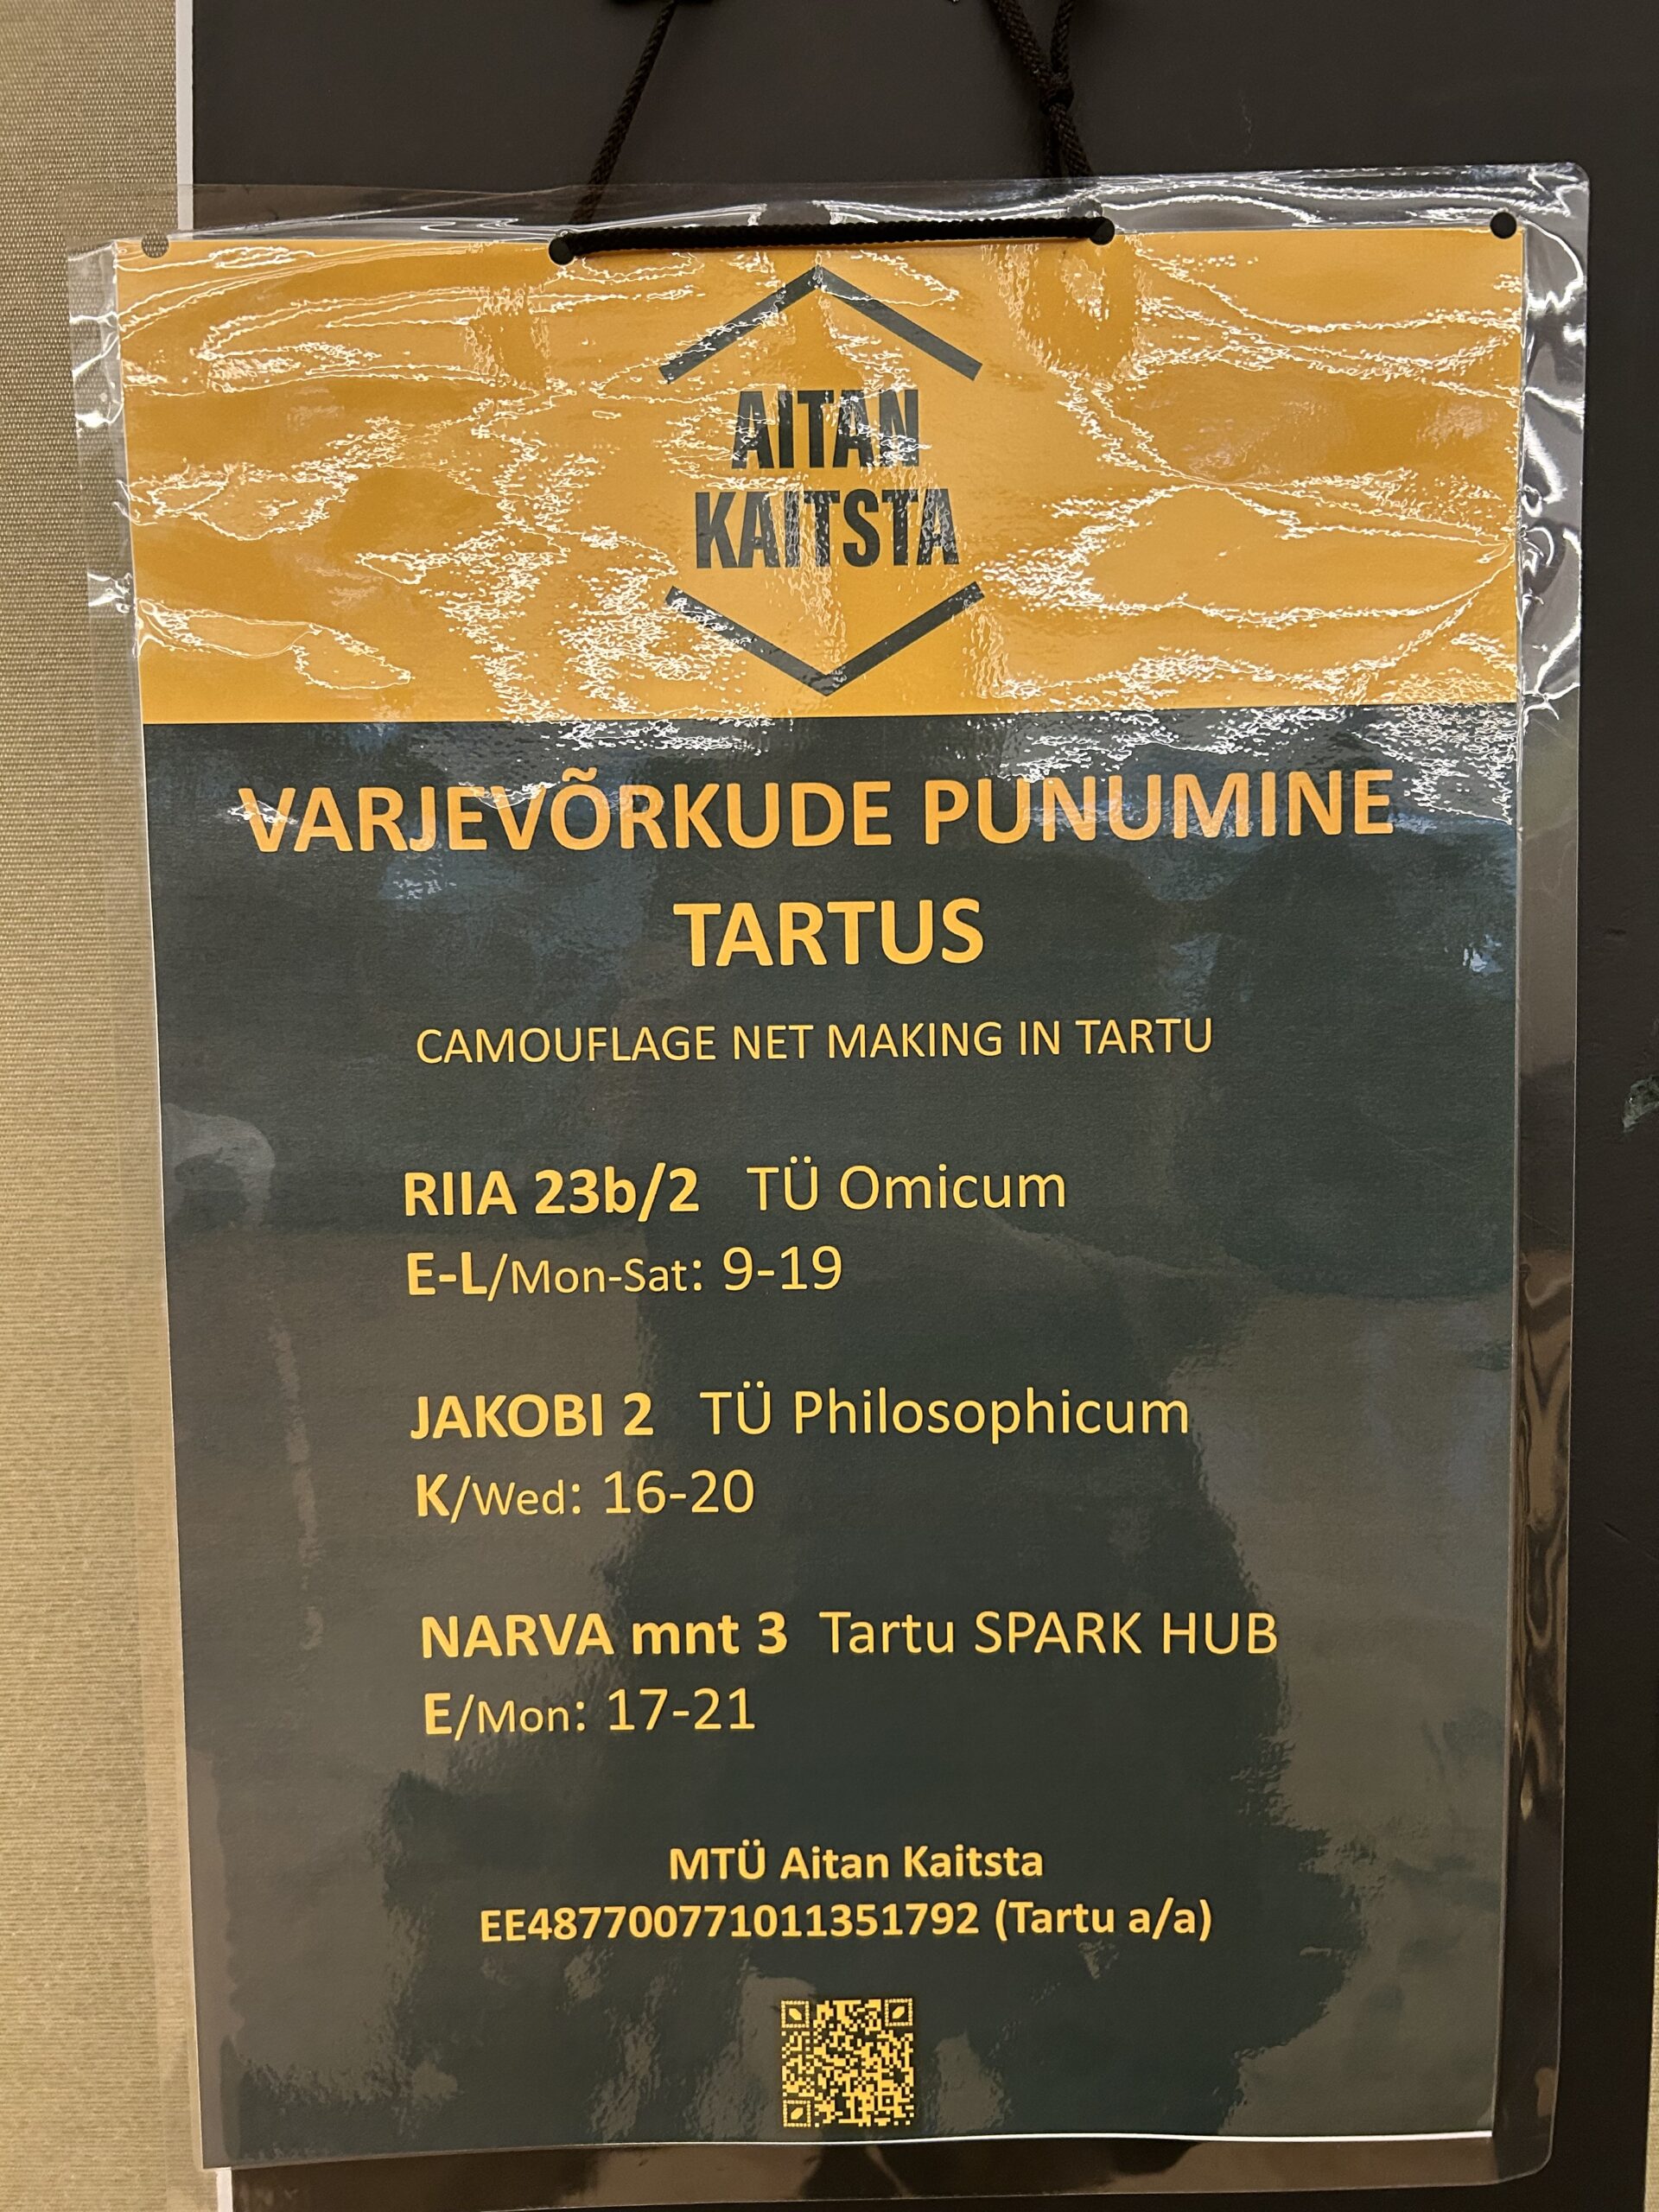 AITAN
KAITSTA
VARJEVÕRKUDE PUNUMINE
TARTUS
CAMOUFLAGE NET MAKING IN TARTU
RIIA 23b/2 TÜ Omicum
E-L/Mon-Sat: 9-19
JAKOBI 2 TÜ Philosophicum
K/Wed: 16-20
NARVA mnt 3 Tartu SPARK HUB
E/Mon: 17-21
MTÜ Aitan Kaitsta
EE487700771011351792 (Tartu a/a)